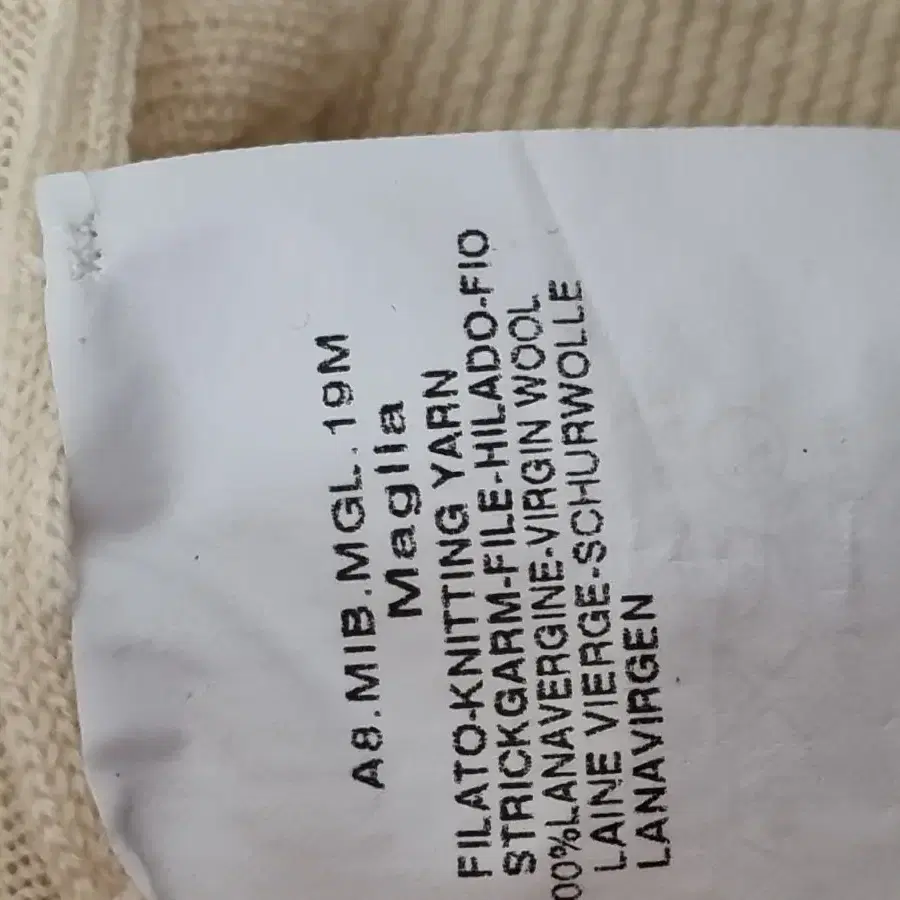 A8.MIB.MGL.19M
Maglia
FILATO-KNITTING YARN
STRICKGARM-FILE-HILADO-FIO
00%LANAVERGINE-VIRGIN WOOL
LAINE VIERGE-SCHURWOLLE
LANAVIRGEN